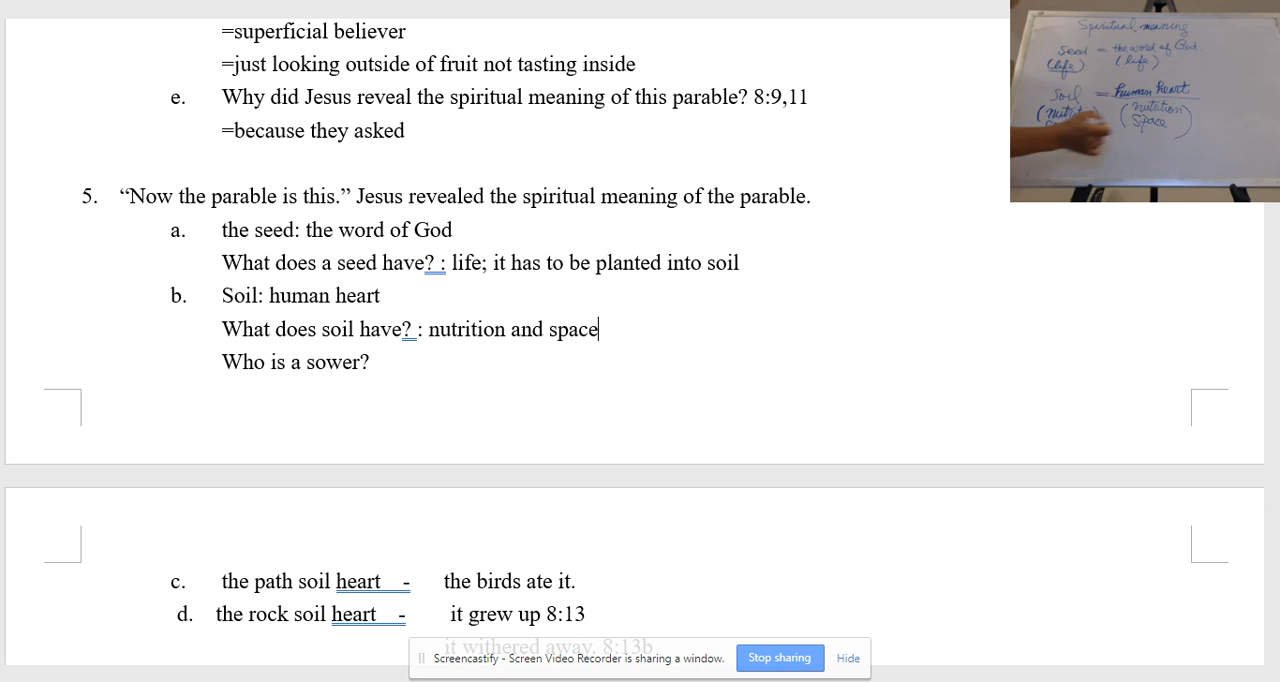 =superficial believer
=just looking outside of fruit not tasting inside
e. Why did Jesus reveal the spiritual meaning of this parable? 8:9,11
=because they asked
5. “Now the parable is this.” Jesus revealed the spiritual meaning of the parable.
a. the seed: the word of God
What does a seed have? : life; it has to be planted into soil
b. Soil: human heart
What does soil have? : nutrition and space
Who is a sower?
c. the path soil heart - the birds ate it.
d. the rock soil heart - it grew up 8:13
it withered away. 8:13b
Screencastify - Screen Video Recorder is sharing a window. Stop sharing Hide
Spiritual meaning
Seed = the word of God
(life) (life)
Soil = human heart
(nutrition)
Space